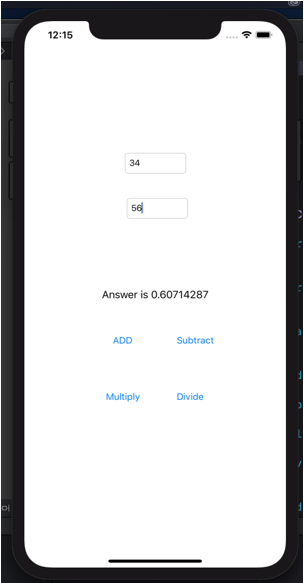 12:15
34
56
Answer is 0.60714287
ADD Subtract
Multiply Divide